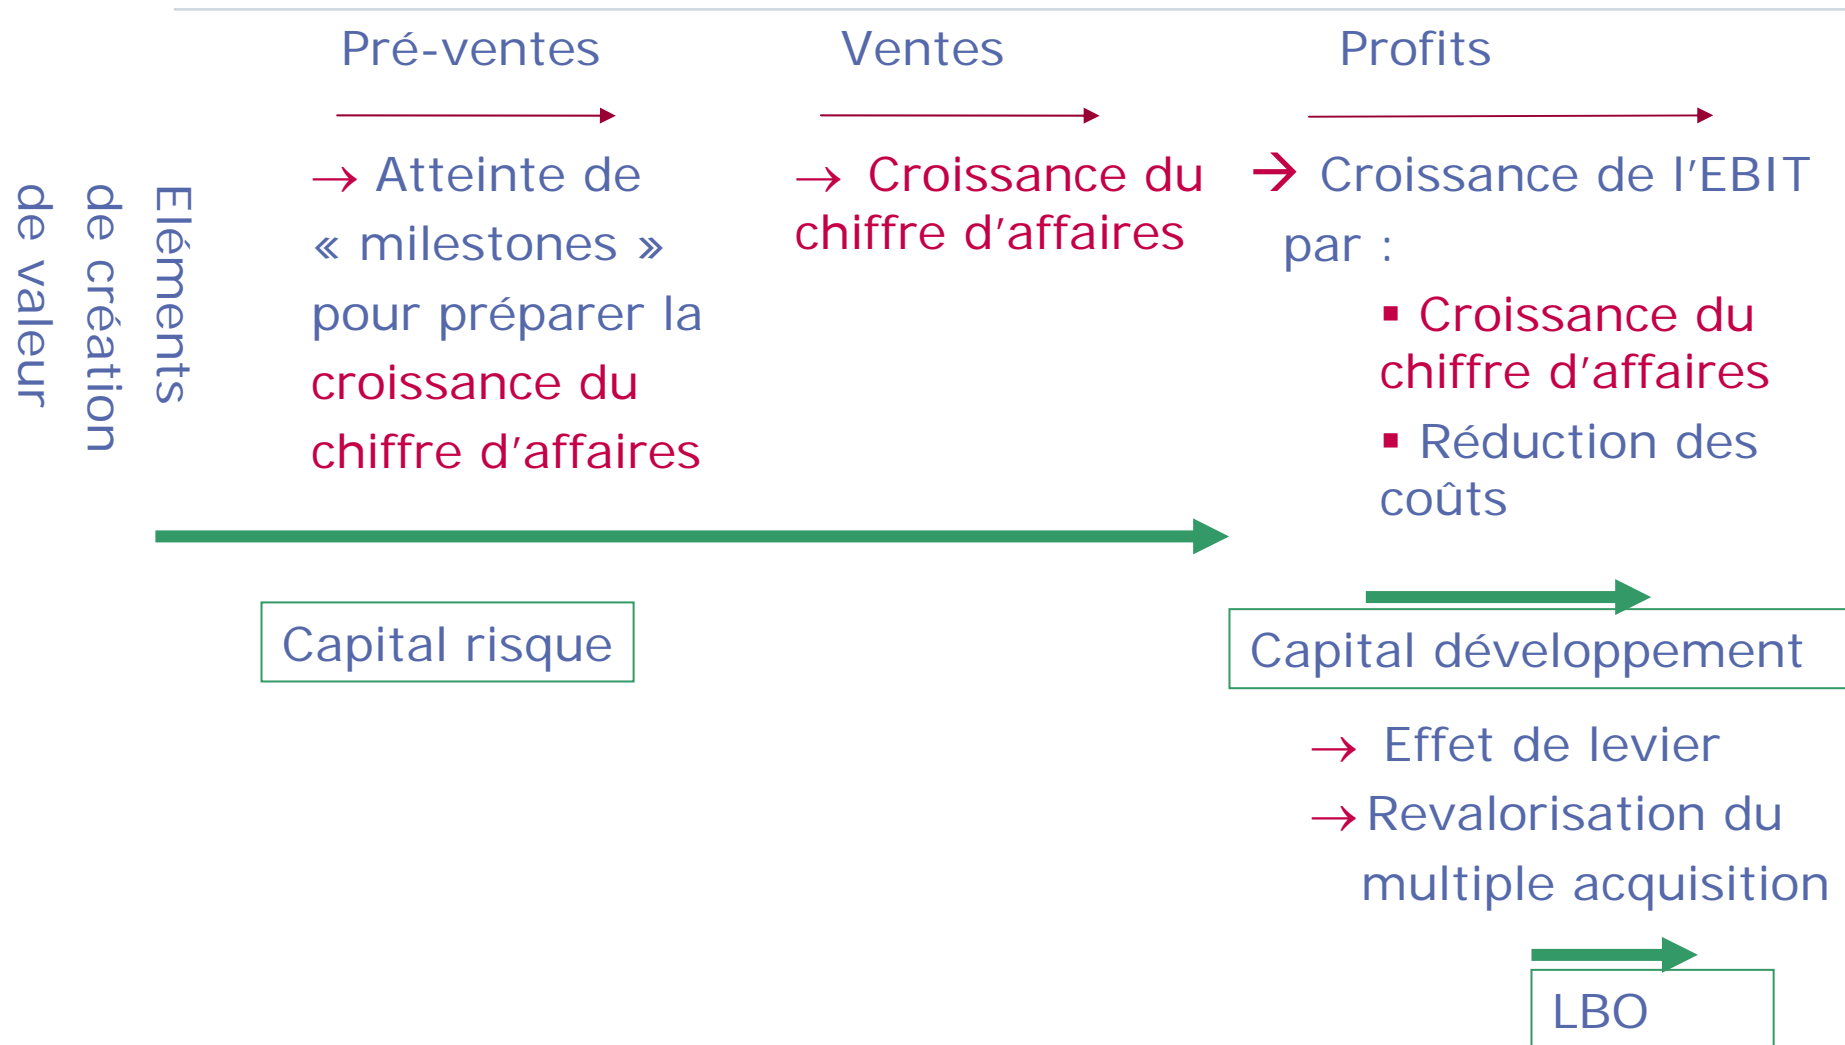 Pré-ventes
Ventes
Profits
Eléments
de création
de valeur
→ Atteinte de
« milestones »
pour préparer la
croissance du
chiffre d’affaires
→ Croissance du
chiffre d’affaires
→ Croissance de l’EBIT
par :
▪ Croissance du
chiffre d’affaires
▪ Réduction des
coûts
Capital risque
Capital développement
→ Effet de levier
→ Revalorisation du
multiple acquisition
LBO